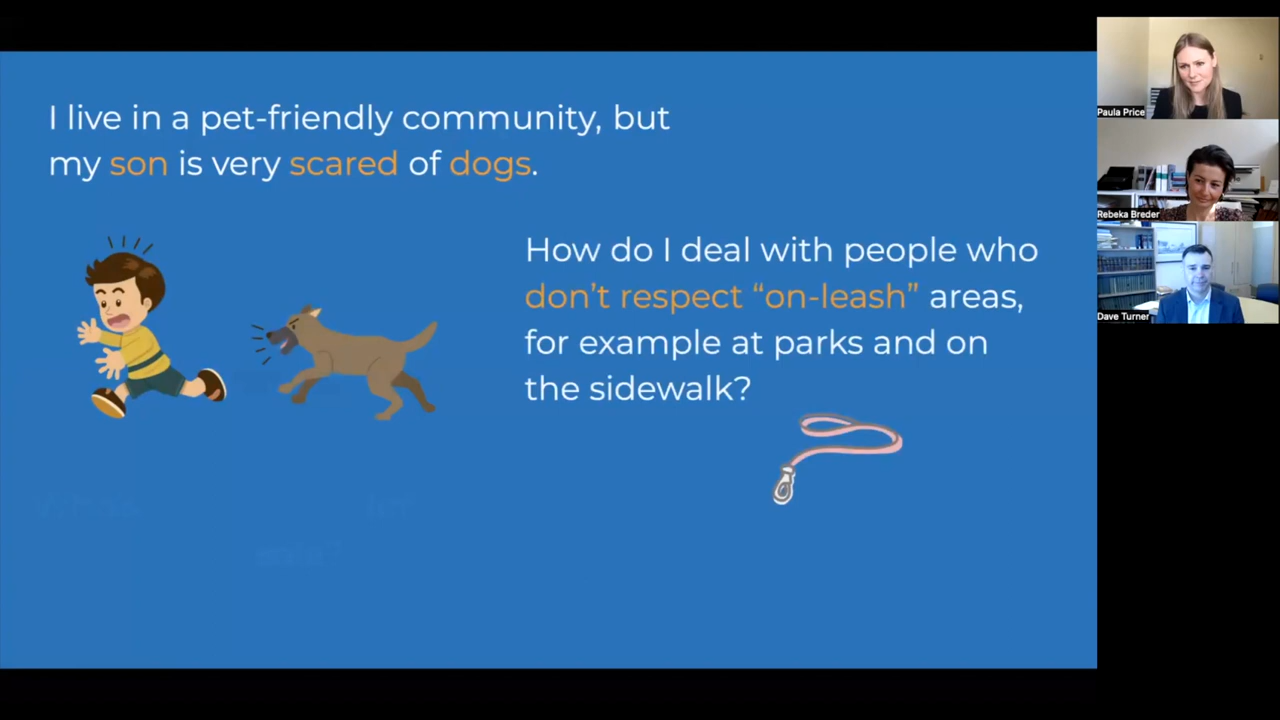 I live in a pet-friendly community, but
my son is very scared of dogs.
How do I deal with people who
don't respect “on-leash” areas,
for example at parks and on
the sidewalk?
Paula Price
Rebeka Breder
Dave Turner